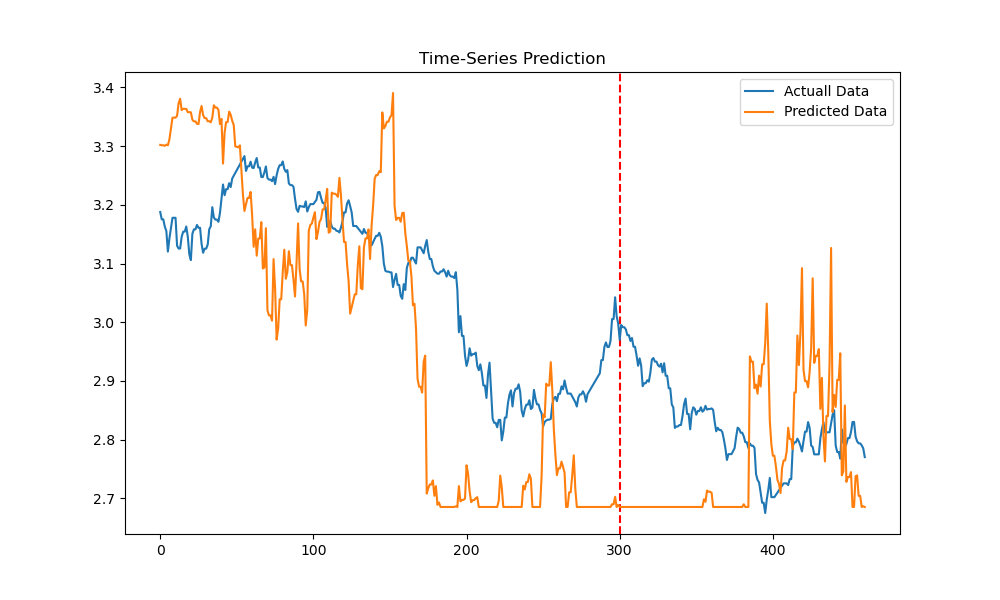 Time-Series Prediction
Actuall Data
Predicted Data
3.4
3.3
3.2
3.1
3.0
2.9
2.8
2.7
0 100 200 300 400